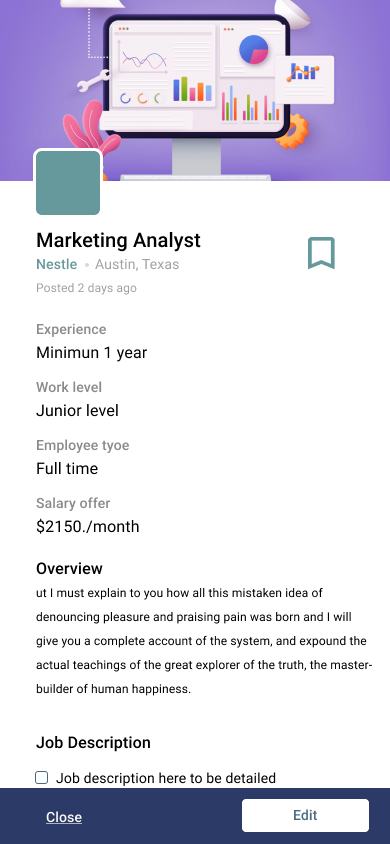 Marketing Analyst
Nestle • Austin, Texas
Posted 2 days ago
Experience
Minimun 1 year
Work level
Junior level
Employee tyoe
Full time
Salary offer
$2150./month
Overview
ut I must explain to you how all this mistaken idea of
denouncing pleasure and praising pain was born and I will
give you a complete account of the system, and expound the
actual teachings of the great explorer of the truth, the master-
builder of human happiness.
Job Description
Job description here to be detailed
Close
Edit